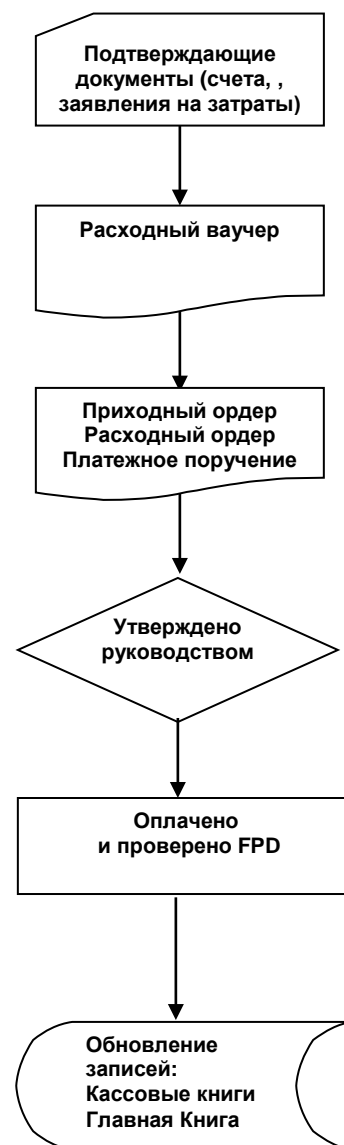 Подтверждающие
документы (счета, ,
заявления на затраты)
Расходный ваучер
Приходный ордер
Расходный ордер
Платежное поручение
Утверждено
руководством
Оплачено
и проверено FPD
Обновление
записей:
Кассовые книги
Главная Книга